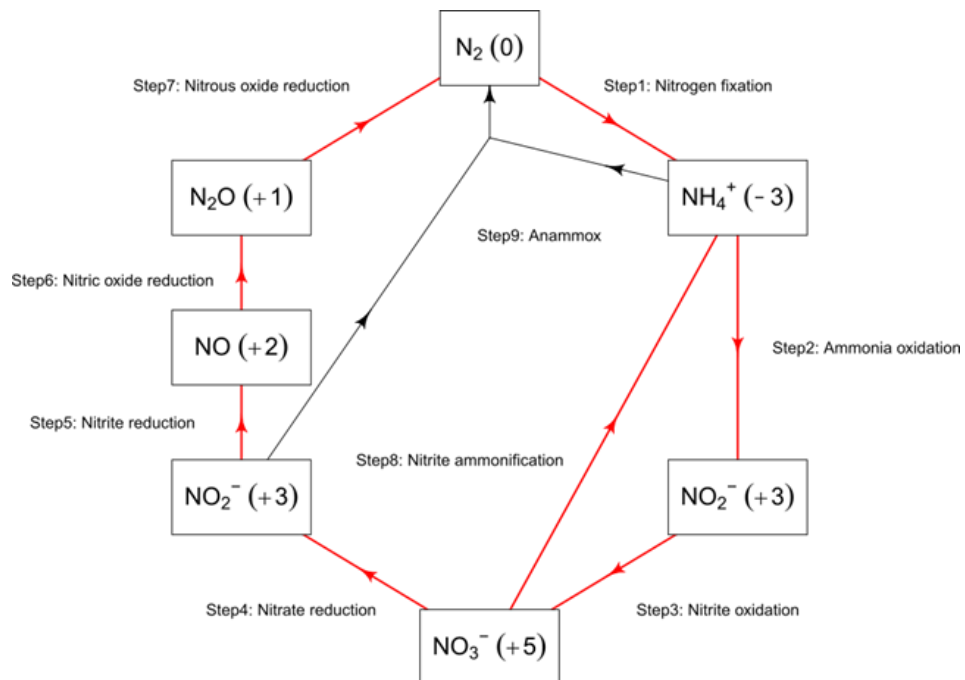 N₂ (0)
Step7: Nitrous oxide reduction
Step1: Nitrogen fixation
N₂O (+1)
NH₄⁺ (−3)
Step9: Anammox
Step6: Nitric oxide reduction
NO (+2)
Step2: Ammonia oxidation
Step5: Nitrite reduction
Step8: Nitrite ammonification
NO₂⁻ (+3)
NO₂⁻ (+3)
Step4: Nitrate reduction
Step3: Nitrite oxidation
NO₃⁻ (+5)